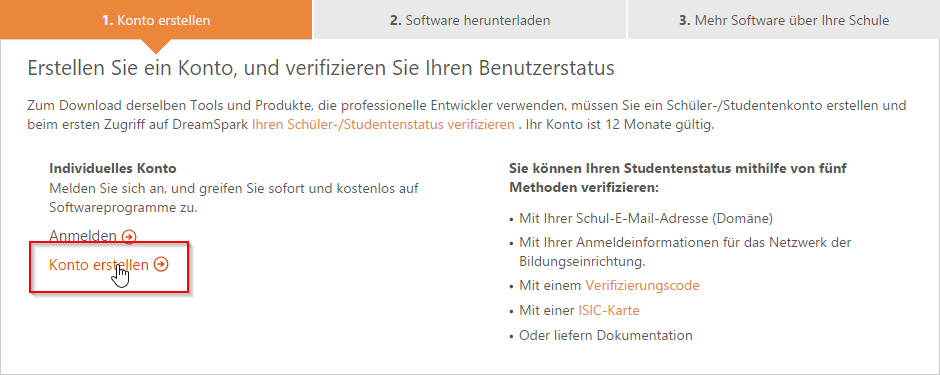 1. Konto erstellen
2. Software herunterladen
3. Mehr Software über Ihre Schule
Erstellen Sie ein Konto, und verifizieren Sie Ihren Benutzerstatus
Zum Download derselben Tools und Produkte, die professionelle Entwickler verwenden, müssen Sie ein Schüler-/Studentenkonto erstellen und
beim ersten Zugriff auf DreamSpark Ihren Schüler-/Studentenstatus verifizieren . Ihr Konto ist 12 Monate gültig.
Individuelles Konto
Melden Sie sich an, und greifen Sie sofort und kostenlos auf
Softwareprogramme zu.
Anmelden
Konto erstellen
Sie können Ihren Studentenstatus mithilfe von fünf
Methoden verifizieren:
• Mit Ihrer Schul-E-Mail-Adresse (Domäne)
• Mit Ihrer Anmeldeinformationen für das Netzwerk der
Bildungseinrichtung.
• Mit einem Verifizierungscode
• Mit einer ISIC-Karte
• Oder liefern Dokumentation